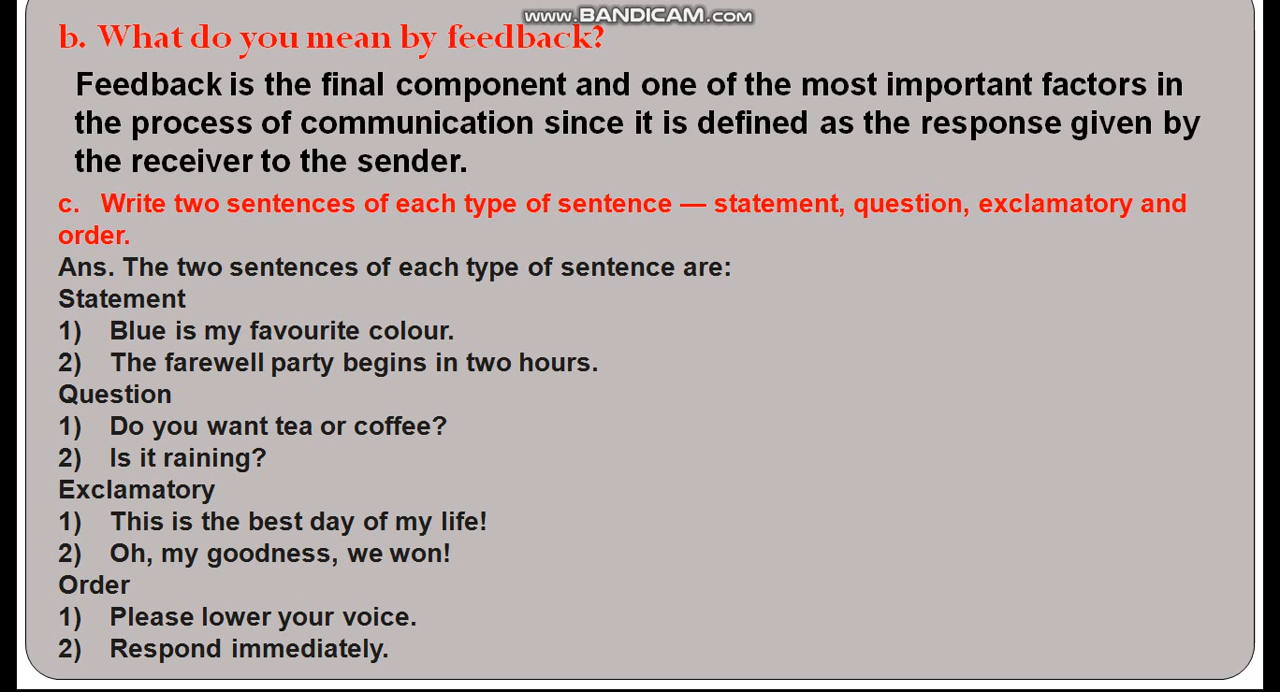 www.BANDICAM.com
b. What do you mean by feedback?
Feedback is the final component and one of the most important factors in
the process of communication since it is defined as the response given by
the receiver to the sender.
c. Write two sentences of each type of sentence — statement, question, exclamatory and
order.
Ans. The two sentences of each type of sentence are:
Statement
1) Blue is my favourite colour.
2) The farewell party begins in two hours.
Question
1) Do you want tea or coffee?
2) Is it raining?
Exclamatory
1) This is the best day of my life!
2) Oh, my goodness, we won!
Order
1) Please lower your voice.
2) Respond immediately.